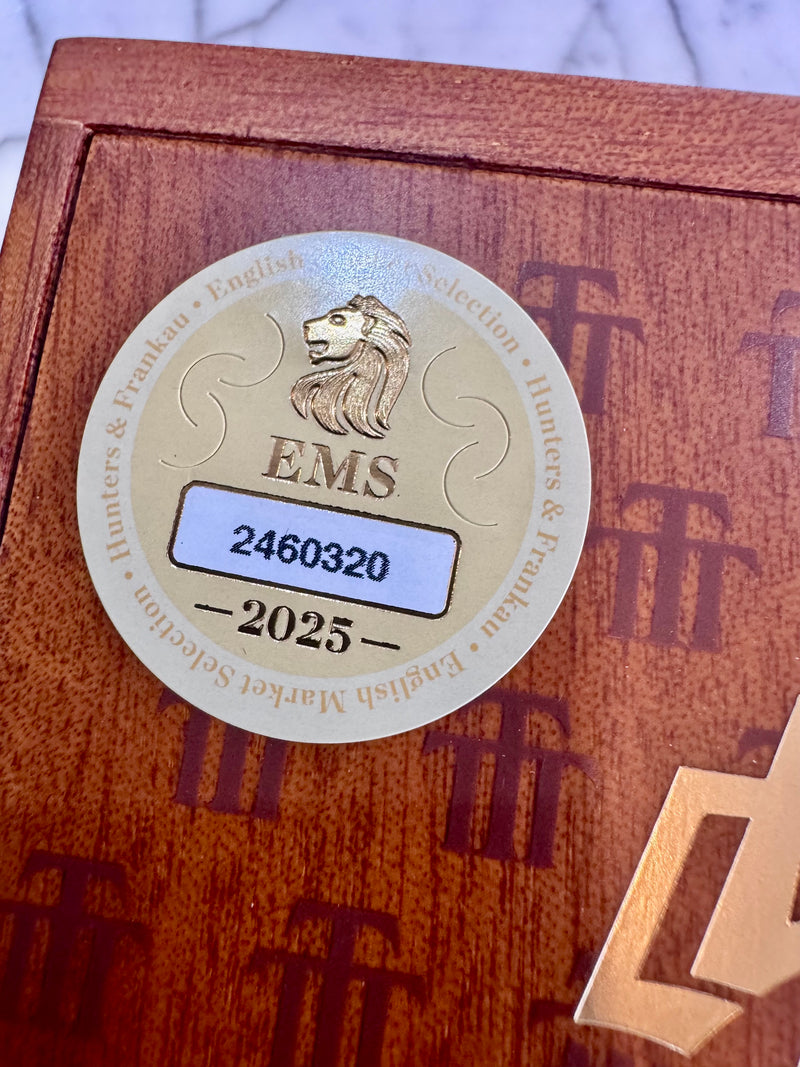 Hunters & Frankau • English Selection • Hunters & Frankau • English Market Selection •
EMS
2460320
—2025—